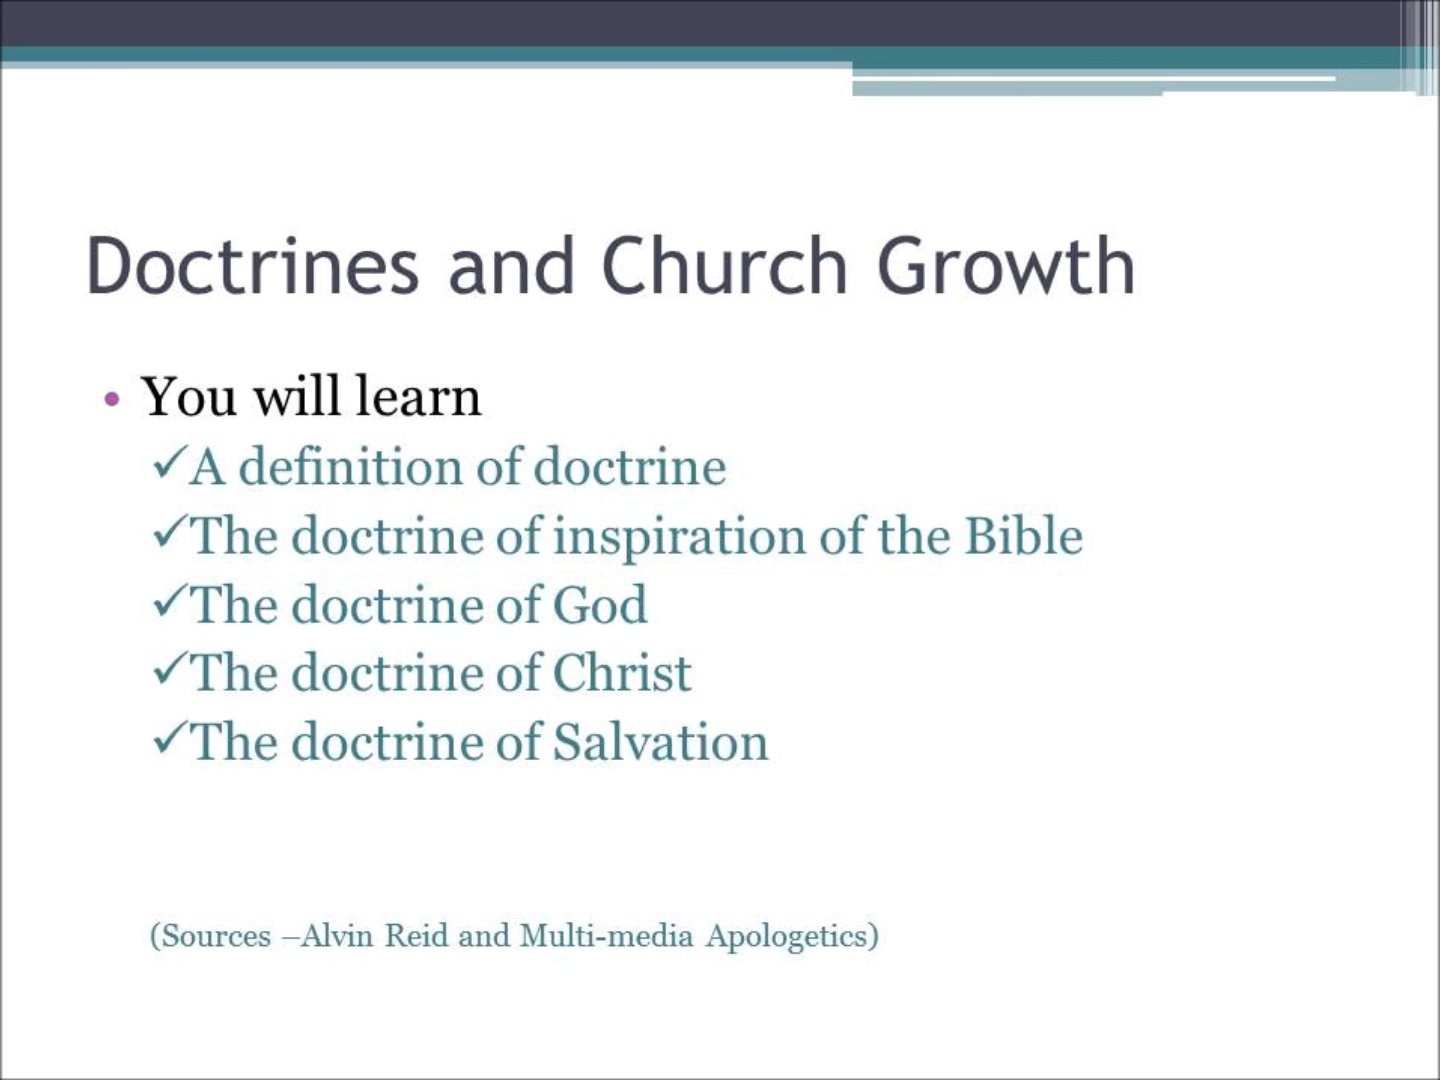 Doctrines and Church Growth
• You will learn
✓A definition of doctrine
✓The doctrine of inspiration of the Bible
✓The doctrine of God
✓The doctrine of Christ
✓The doctrine of Salvation
(Sources –Alvin Reid and Multi-media Apologetics)